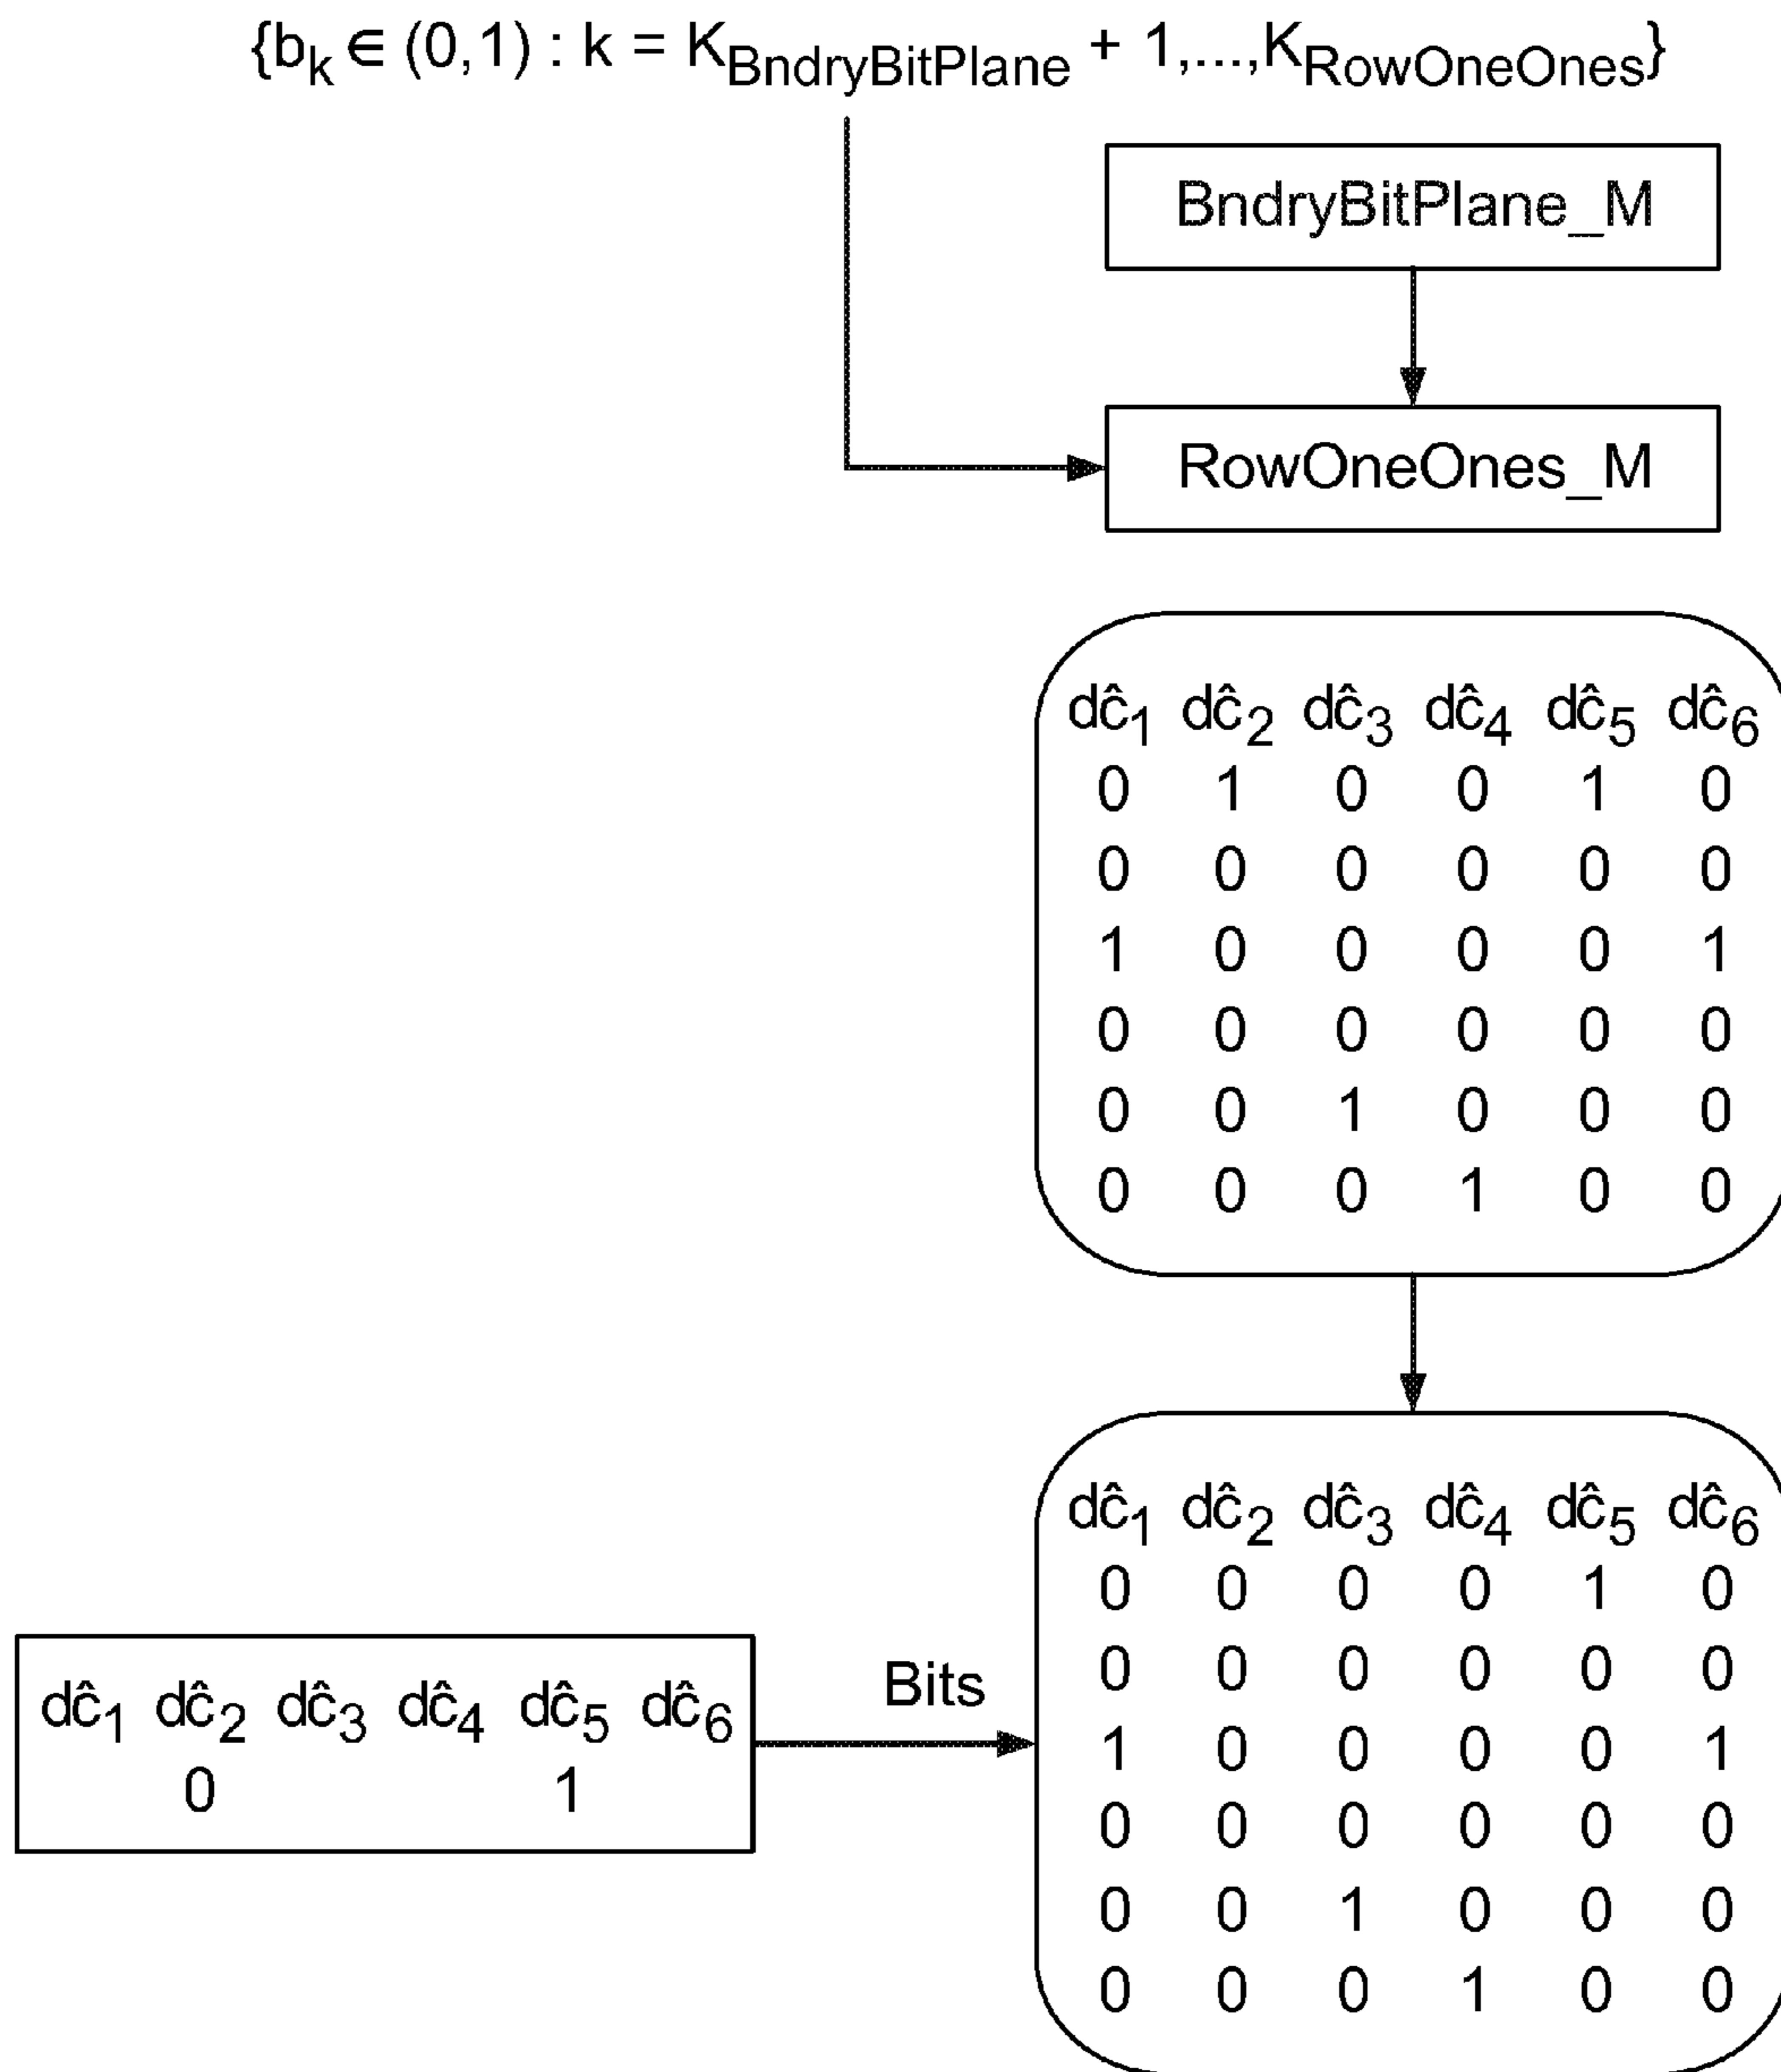 {b_k ∈ (0,1) : k = K_BndryBitPlane + 1,...,K_RowOneOnes}
BndryBitPlane_M
RowOneOnes_M
dĉ₁ dĉ₂ dĉ₃ dĉ₄ dĉ₅ dĉ₆
0 1 0 0 1 0
0 0 0 0 0 0
1 0 0 0 0 1
0 0 0 0 0 0
0 0 1 0 0 0
0 0 0 1 0 0
dĉ₁ dĉ₂ dĉ₃ dĉ₄ dĉ₅ dĉ₆
0 1
Bits
dĉ₁ dĉ₂ dĉ₃ dĉ₄ dĉ₅ dĉ₆
0 0 0 0 1 0
0 0 0 0 0 0
1 0 0 0 0 1
0 0 0 0 0 0
0 0 1 0 0 0
0 0 0 1 0 0